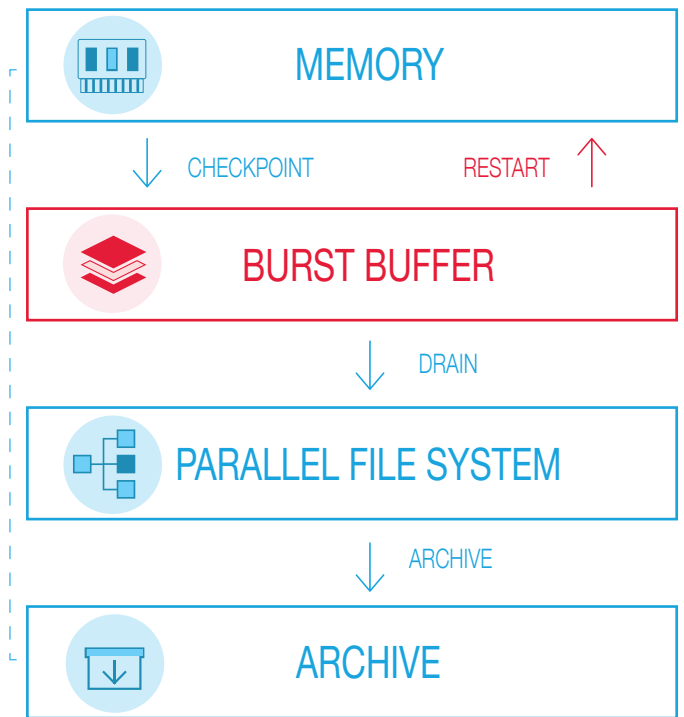 MEMORY
CHECKPOINT
RESTART
BURST BUFFER
DRAIN
PARALLEL FILE SYSTEM
ARCHIVE
ARCHIVE